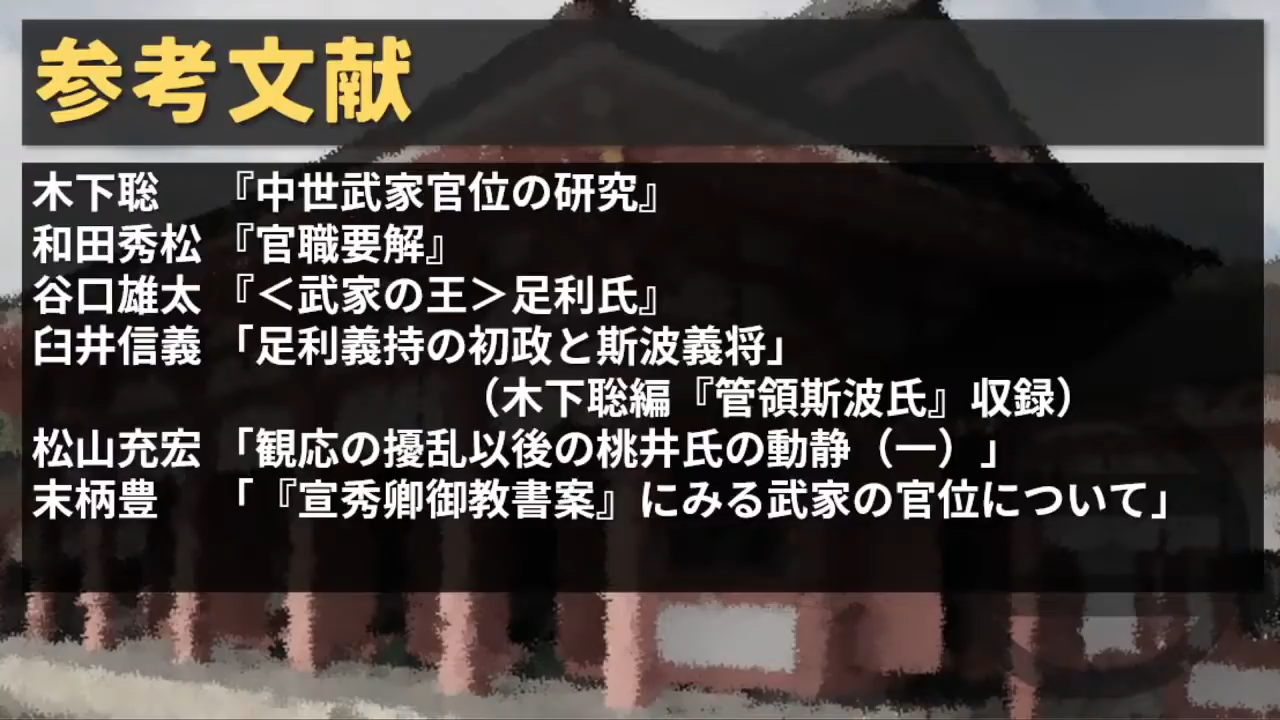 参考文献
木下聡　『中世武家官位の研究』
和田秀松　『官職要解』
谷口雄太　『＜武家の王＞足利氏』
臼井信義　「足利義持の初政と斯波義将」
（木下聡編『管領斯波氏』収録）
松山充宏　「観応の擾乱以後の桃井氏の動静（一）」
末柄豊　「『宣秀卿御教書案』にみる武家の官位について」